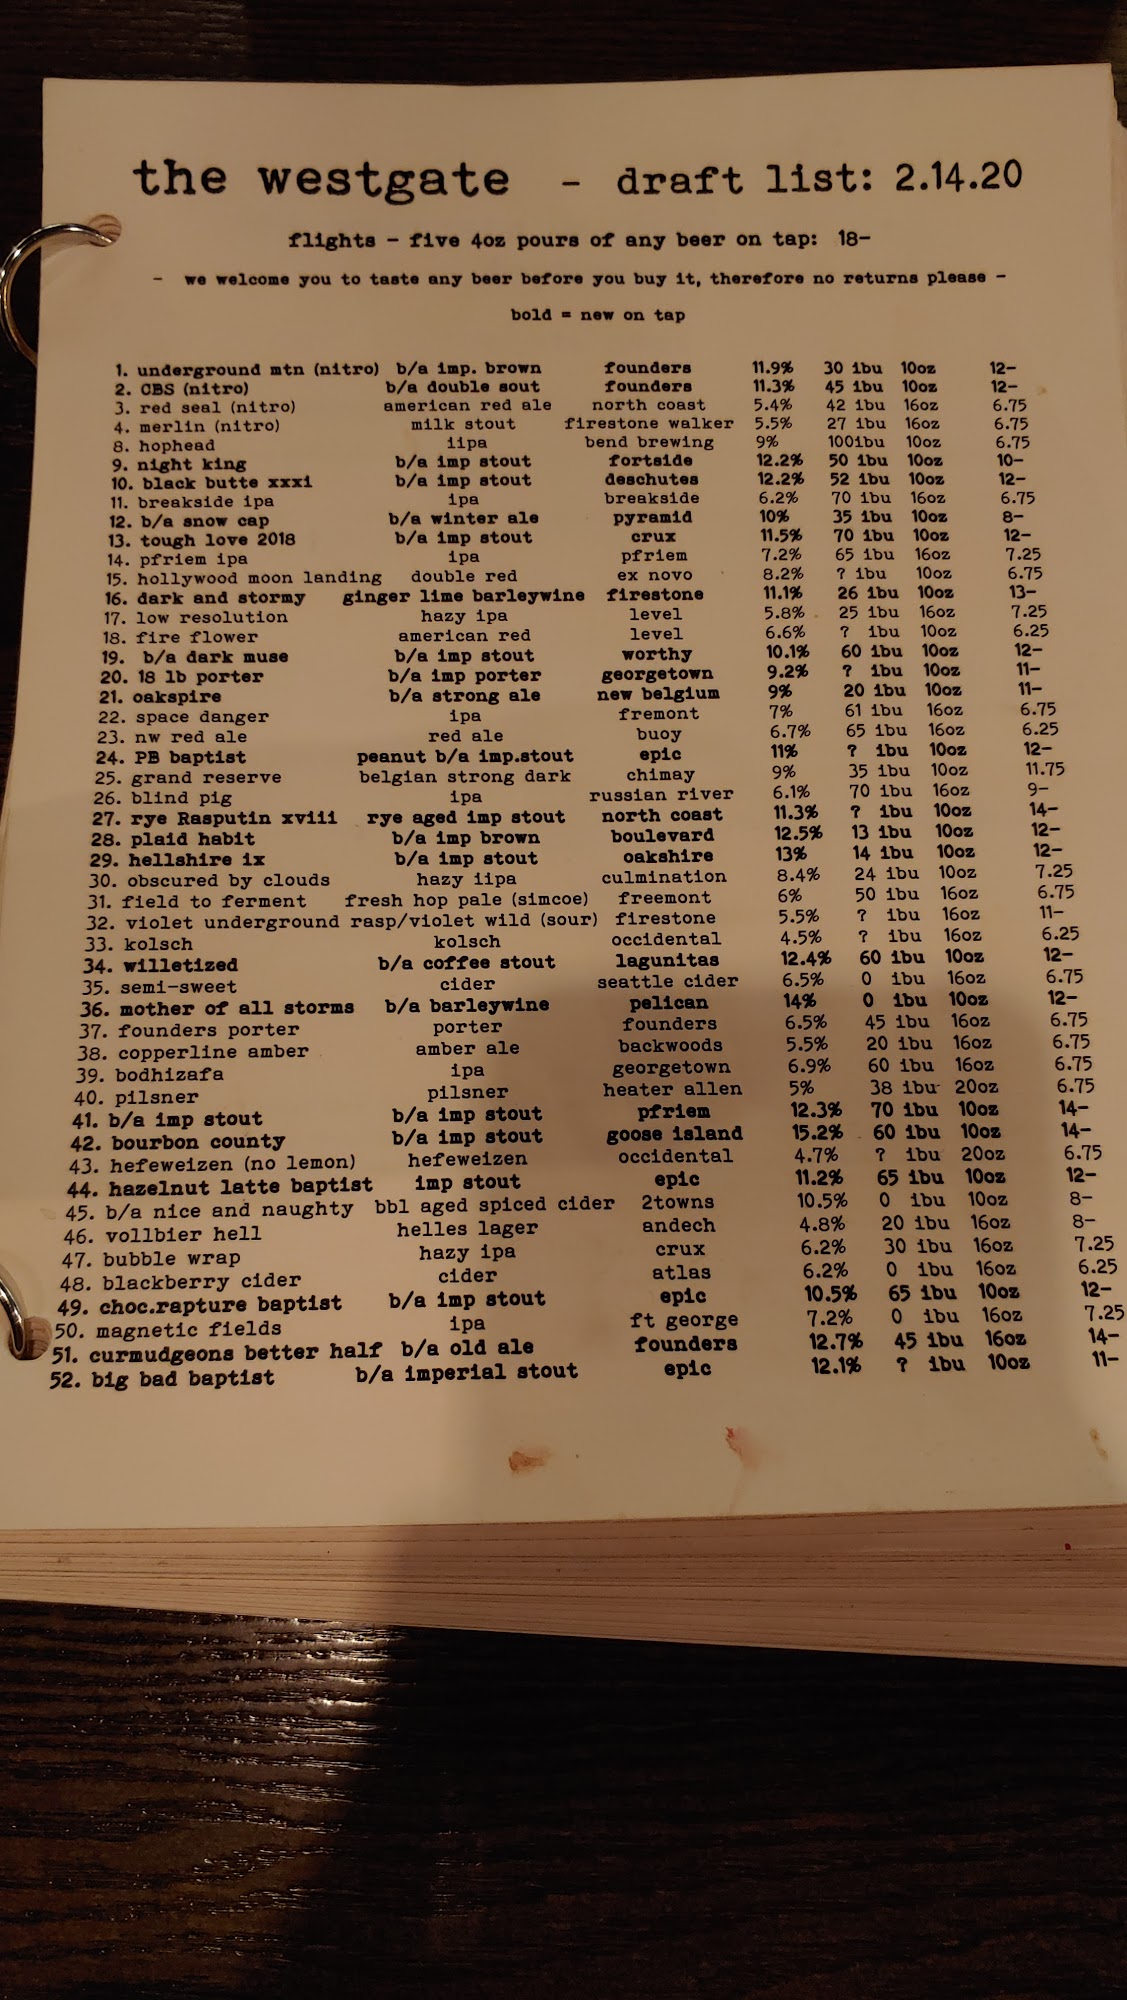 the westgate - draft list: 2.14.20
flights - five 4oz pours of any beer on tap: 18-
- we welcome you to taste any beer before you buy it, therefore no returns please -
bold = new on tap
1. underground mtn (nitro) b/a imp. brown founders 11.9% 30 ibu 10oz 12-
2. CBS (nitro) b/a double sout founders 11.3% 45 ibu 10oz 12-
3. red seal (nitro) american red ale north coast 5.4% 42 ibu 16oz 6.75
4. merlin (nitro) milk stout firestone walker 5.5% 27 ibu 16oz 6.75
8. hophead iipa bend brewing 9% 100ibu 10oz 6.75
9. night king b/a imp stout fortside 12.2% 50 ibu 10oz 10-
10. black butte xxxi b/a imp stout deschutes 12.2% 52 ibu 10oz 12-
11. breakside ipa ipa breakside 6.2% 70 ibu 16oz 6.75
12. b/a snow cap b/a winter ale pyramid 10% 35 ibu 10oz 8-
13. tough love 2018 b/a imp stout crux 11.5% 70 ibu 10oz 12-
14. pfriem ipa ipa pfriem 7.2% 65 ibu 16oz 7.25
15. hollywood moon landing double red ex novo 8.2% ? ibu 10oz 6.75
16. dark and stormy ginger lime barleywine firestone 11.1% 26 ibu 10oz 13-
17. low resolution hazy ipa level 5.8% 25 ibu 16oz 7.25
18. fire flower american red level 6.6% ? ibu 10oz 6.25
19. b/a dark muse b/a imp stout worthy 10.1% 60 ibu 10oz 12-
20. 18 lb porter b/a imp porter georgetown 9.2% ? ibu 10oz 11-
21. oakspire b/a strong ale new belgium 9% 20 ibu 10oz 11-
22. space danger ipa fremont 7% 61 ibu 16oz 6.75
23. nw red ale red ale buoy 6.7% 65 ibu 16oz 6.25
24. PB baptist peanut b/a imp.stout epic 11% ? ibu 10oz 12-
25. grand reserve belgian strong dark chimay 9% 35 ibu 10oz 11.75
26. blind pig ipa russian river 6.1% 70 ibu 16oz 9-
27. rye Rasputin xviii rye aged imp stout north coast 11.3% ? ibu 10oz 14-
28. plaid habit b/a imp brown boulevard 12.5% 13 ibu 10oz 12-
29. hellshire ix b/a imp stout oakshire 13% 14 ibu 10oz 12-
30. obscured by clouds hazy iipa culmination 8.4% 24 ibu 10oz 7.25
31. field to ferment fresh hop pale (simcoe) freemont 6% 50 ibu 16oz 6.75
32. violet underground rasp/violet wild (sour) firestone 5.5% ? ibu 16oz 11-
33. kolsch kolsch occidental 4.5% ? ibu 16oz 6.25
34. willetized b/a coffee stout lagunitas 12.4% 60 ibu 10oz 12-
35. semi-sweet cider seattle cider 6.5% 0 ibu 16oz 6.75
36. mother of all storms b/a barleywine pelican 14% 0 ibu 10oz 12-
37. founders porter porter founders 6.5% 45 ibu 16oz 6.75
38. copperline amber amber ale backwoods 5.5% 20 ibu 16oz 6.75
39. bodhizafa ipa georgetown 6.9% 60 ibu 16oz 6.75
40. pilsner pilsner heater allen 5% 38 ibu 20oz 6.75
41. b/a imp stout b/a imp stout pfriem 12.3% 70 ibu 10oz 14-
42. bourbon county b/a imp stout goose island 15.2% 60 ibu 10oz 14-
43. hefeweizen (no lemon) hefeweizen occidental 4.7% ? ibu 20oz 6.75
44. hazelnut latte baptist imp stout epic 11.2% 65 ibu 10oz 12-
45. b/a nice and naughty bbl aged spiced cider 2towns 10.5% 0 ibu 10oz 8-
46. vollbier hell helles lager andech 4.8% 20 ibu 16oz 8-
47. bubble wrap hazy ipa crux 6.2% 30 ibu 16oz 7.25
48. blackberry cider cider atlas 6.2% 0 ibu 16oz 6.25
49. choc.rapture baptist b/a imp stout epic 10.5% 65 ibu 10oz 12-
50. magnetic fields ipa ft george 7.2% 0 ibu 16oz 7.25
51. curmudgeons better half b/a old ale founders 12.7% 45 ibu 16oz 14-
52. big bad baptist b/a imperial stout epic 12.1% ? ibu 10oz 11-